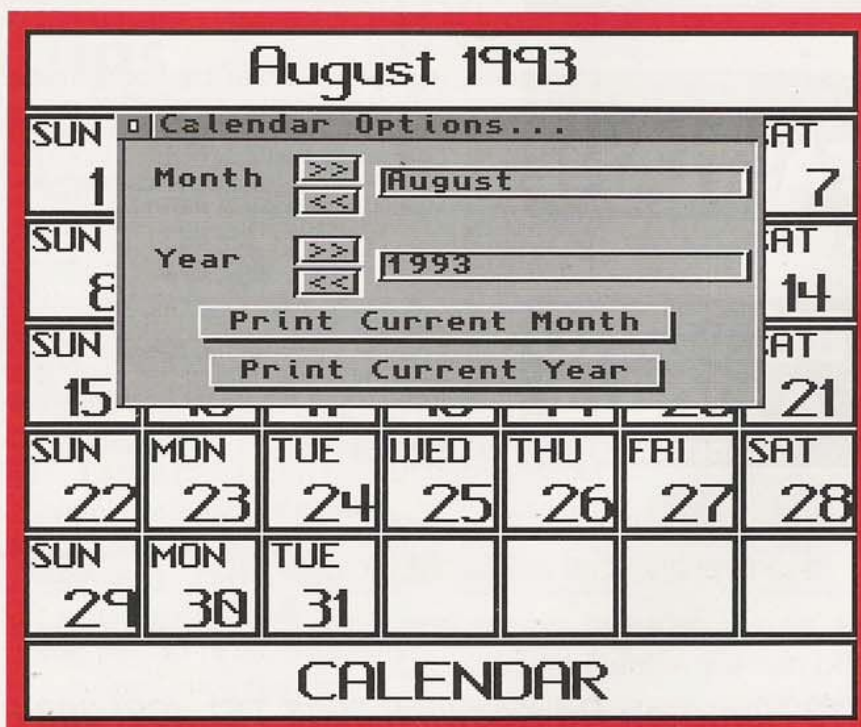 August 1993
SUN
Calendar Options...
SAT
1
Month
>>
<<
August
7
SUN
Year
>>
<<
1993
SAT
8
14
Print Current Month
SUN
SAT
Print Current Year
15
21
SUN MON TUE WED THU FRI SAT
22 23 24 25 26 27 28
SUN MON TUE
29 30 31
CALENDAR